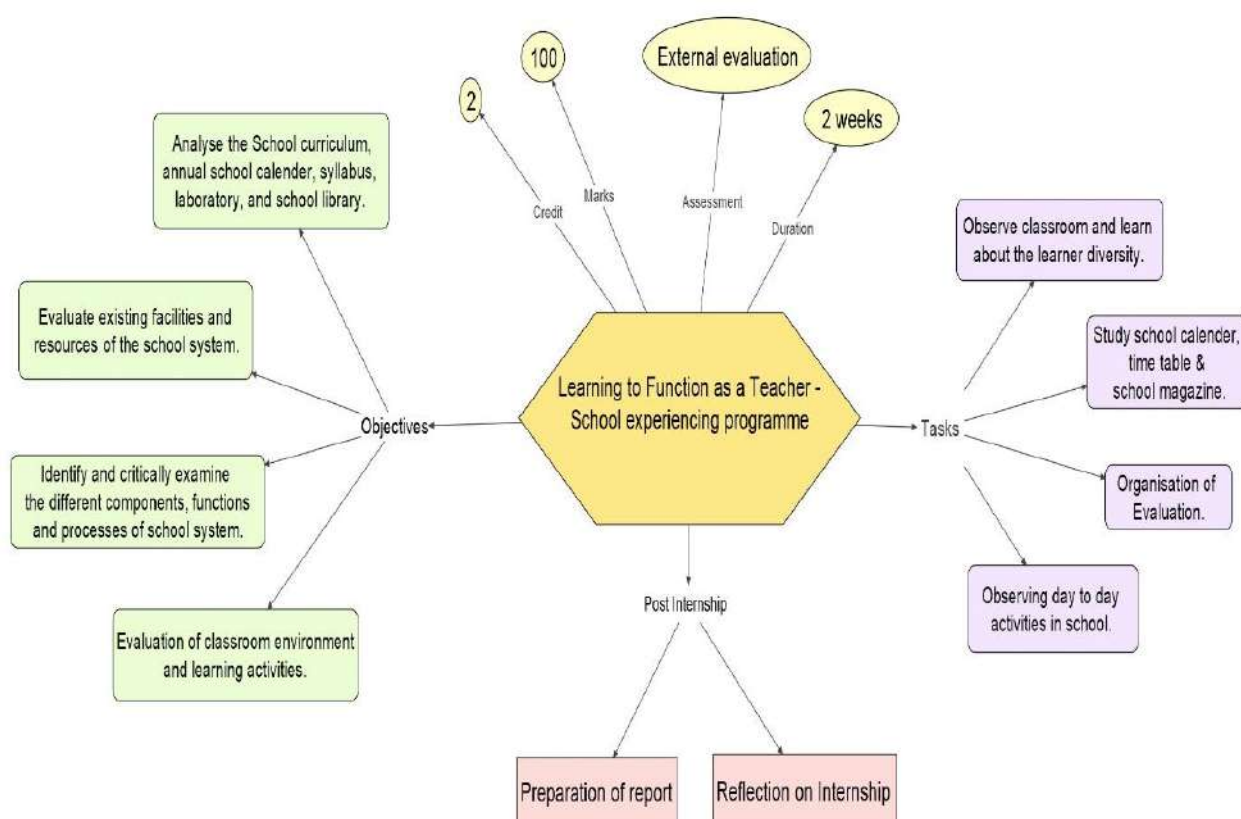 2
100
External evaluation
2 weeks
Credit
Marks
Assessment
Duration
Analyse the School curriculum,
annual school calender, syllabus,
laboratory, and school library.
Evaluate existing facilities and
resources of the school system.
Identify and critically examine
the different components, functions
and processes of school system.
Evaluation of classroom environment
and learning activities.
Objectives
Learning to Function as a Teacher -
School experiencing programme
Tasks
Observe classroom and learn
about the learner diversity.
Study school calender,
time table &
school magazine.
Organisation of
Evaluation.
Observing day to day
activities in school.
Post Internship
Preparation of report
Reflection on Internship